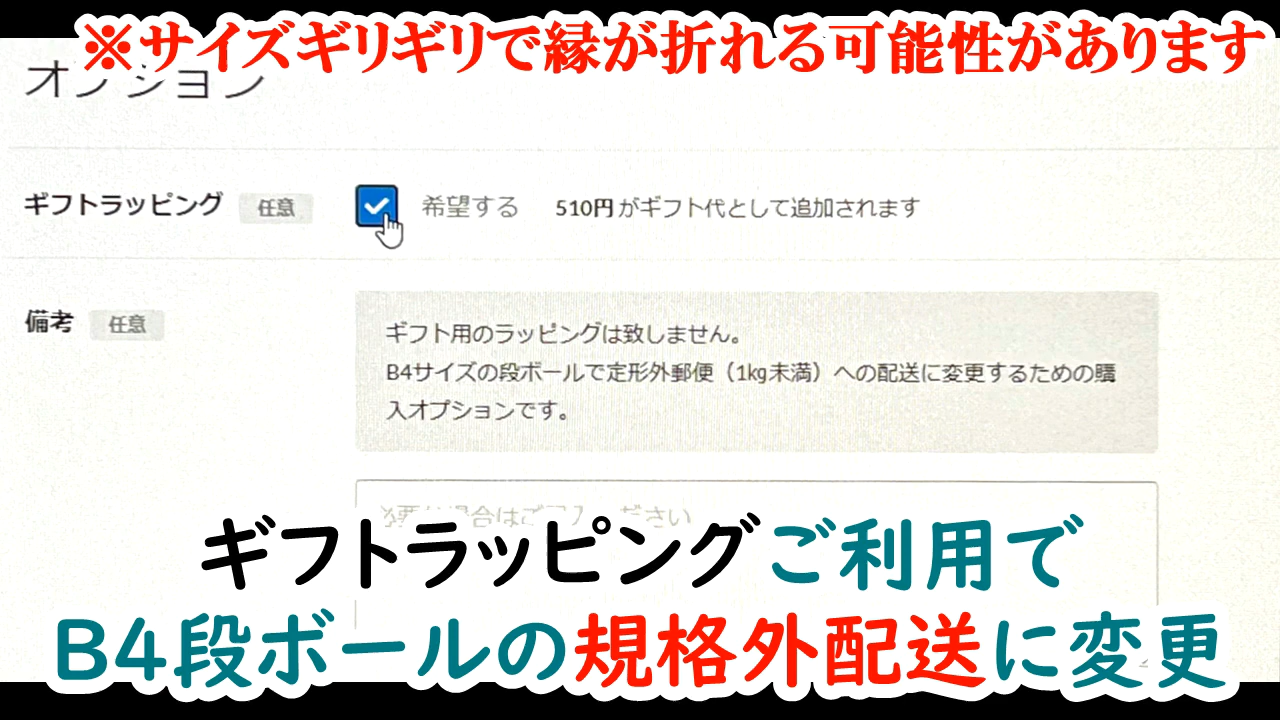 ※サイズギリギリで縁が折れる可能性があります
オプション
ギフトラッピング 任意 希望する 510円がギフト代として追加されます
備考 任意
ギフト用のラッピングは致しません。
B4サイズの段ボールで定形外郵便（1kg未満）への配送に変更するための購
入オプションです。
ギフトラッピングご利用で
B4段ボールの規格外配送に変更